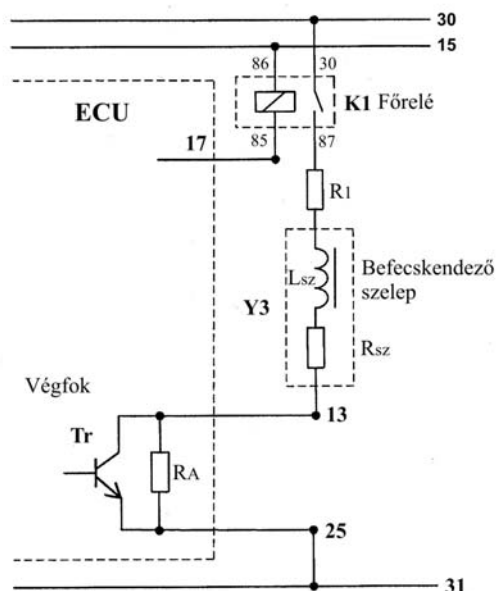 30
15
86
30
ECU
K1 Főrelé
17
85
87
R1
Befecskendező
szelep
Lsz
Y3
Rsz
Végfok
13
Tr
RA
25
31